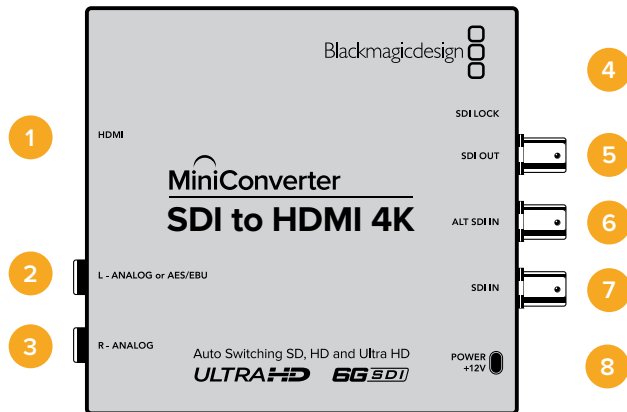 Blackmagicdesign
4
SDI LOCK
1
HDMI
SDI OUT
5
MiniConverter
SDI to HDMI 4K
ALT SDI IN
6
2
L - ANALOG or AES/EBU
SDI IN
7
3
R - ANALOG
Auto Switching SD, HD and Ultra HD
POWER
+12V
8
ULTRAHD 6G SDI